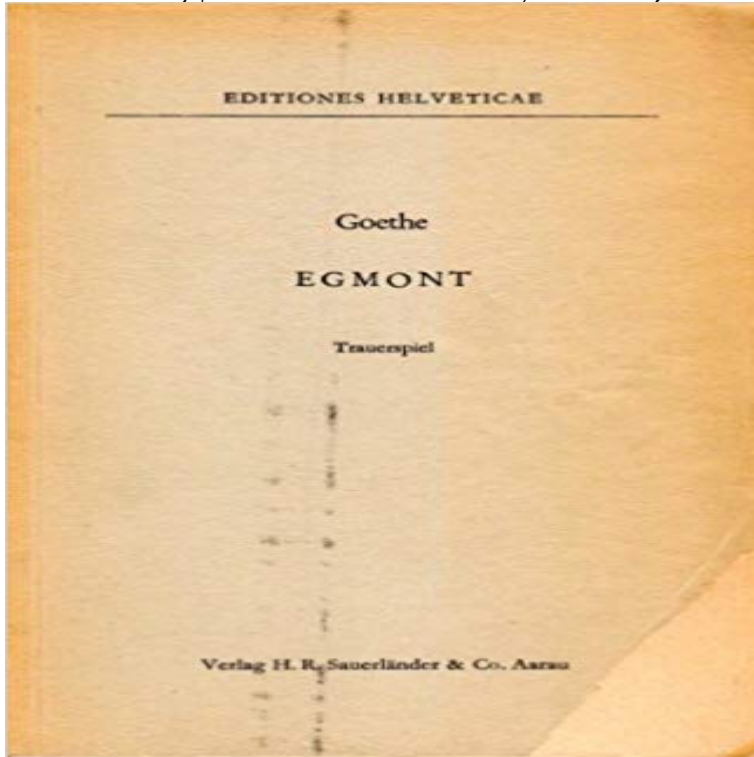 EDITIONES HELVETICAE
Goethe
EGMONT
Trauerspiel
Verlag H. R. Sauerländer & Co. Aarau